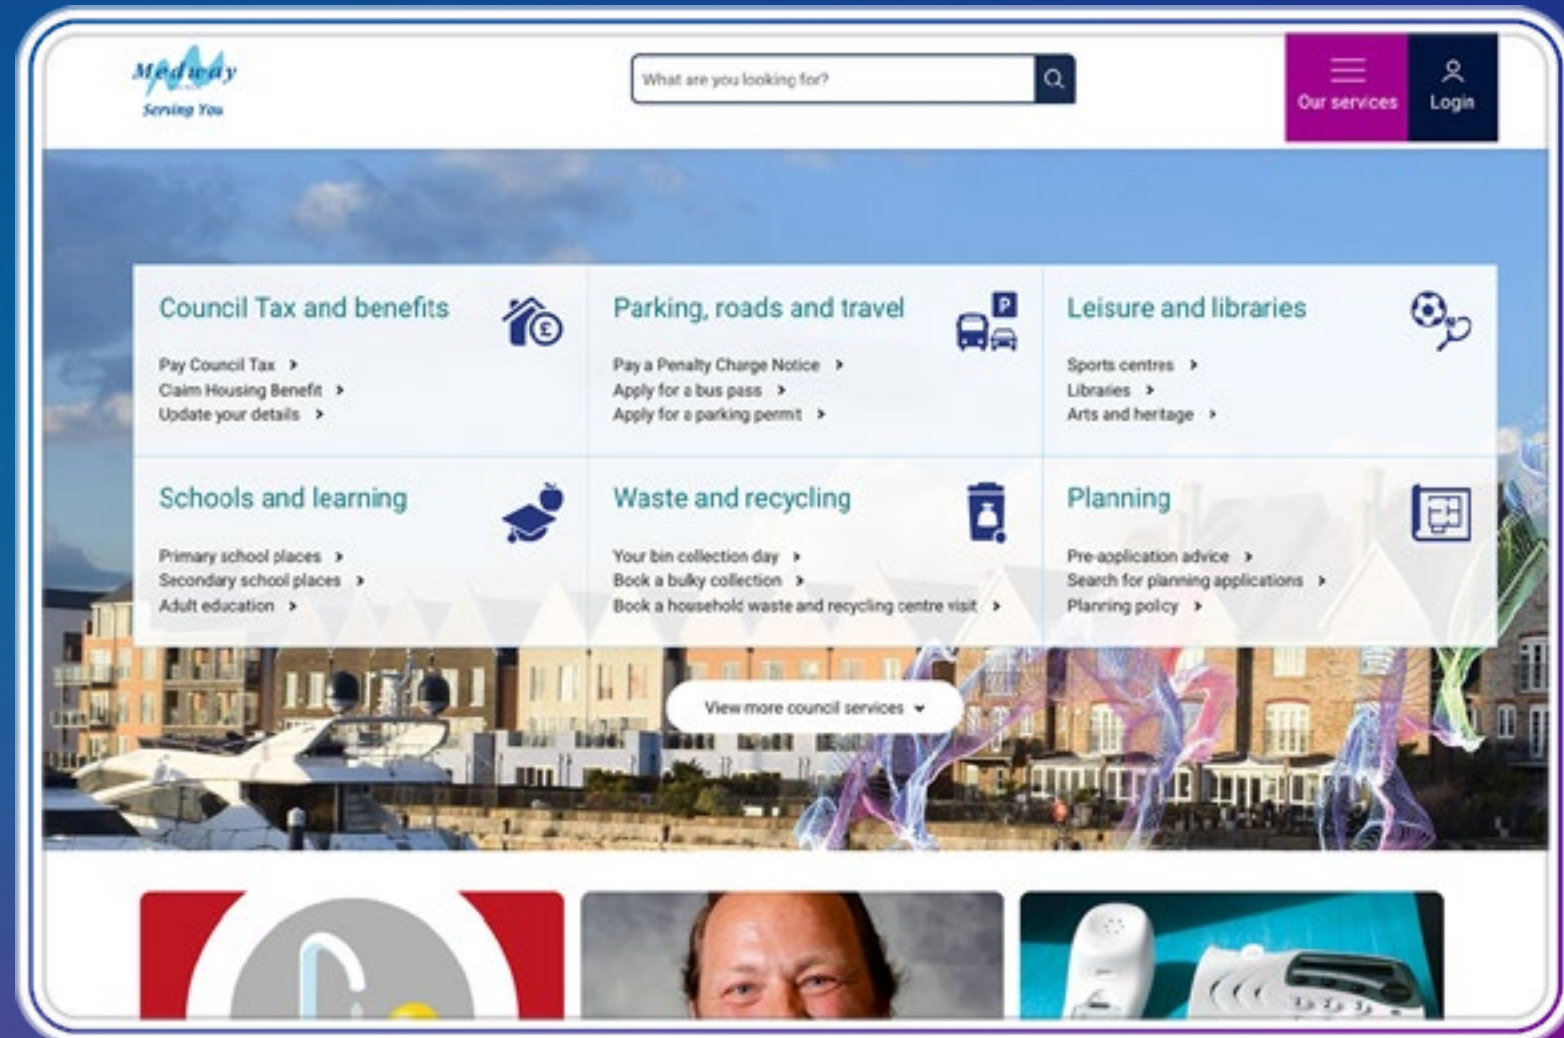 Medway
Serving You
What are you looking for?
Our services
Login
Council Tax and benefits
Pay Council Tax
Claim Housing Benefit
Update your details
Parking, roads and travel
P
Pay a Penalty Charge Notice
Apply for a bus pass
Apply for a parking permit
Leisure and libraries
Sports centres
Libraries
Arts and heritage
Schools and learning
Primary school places
Secondary school places
Adult education
Waste and recycling
Your bin collection day
Book a bulky collection
Book a household waste and recycling centre visit
Planning
Pre-application advice
Search for planning applications
Planning policy
View more council services